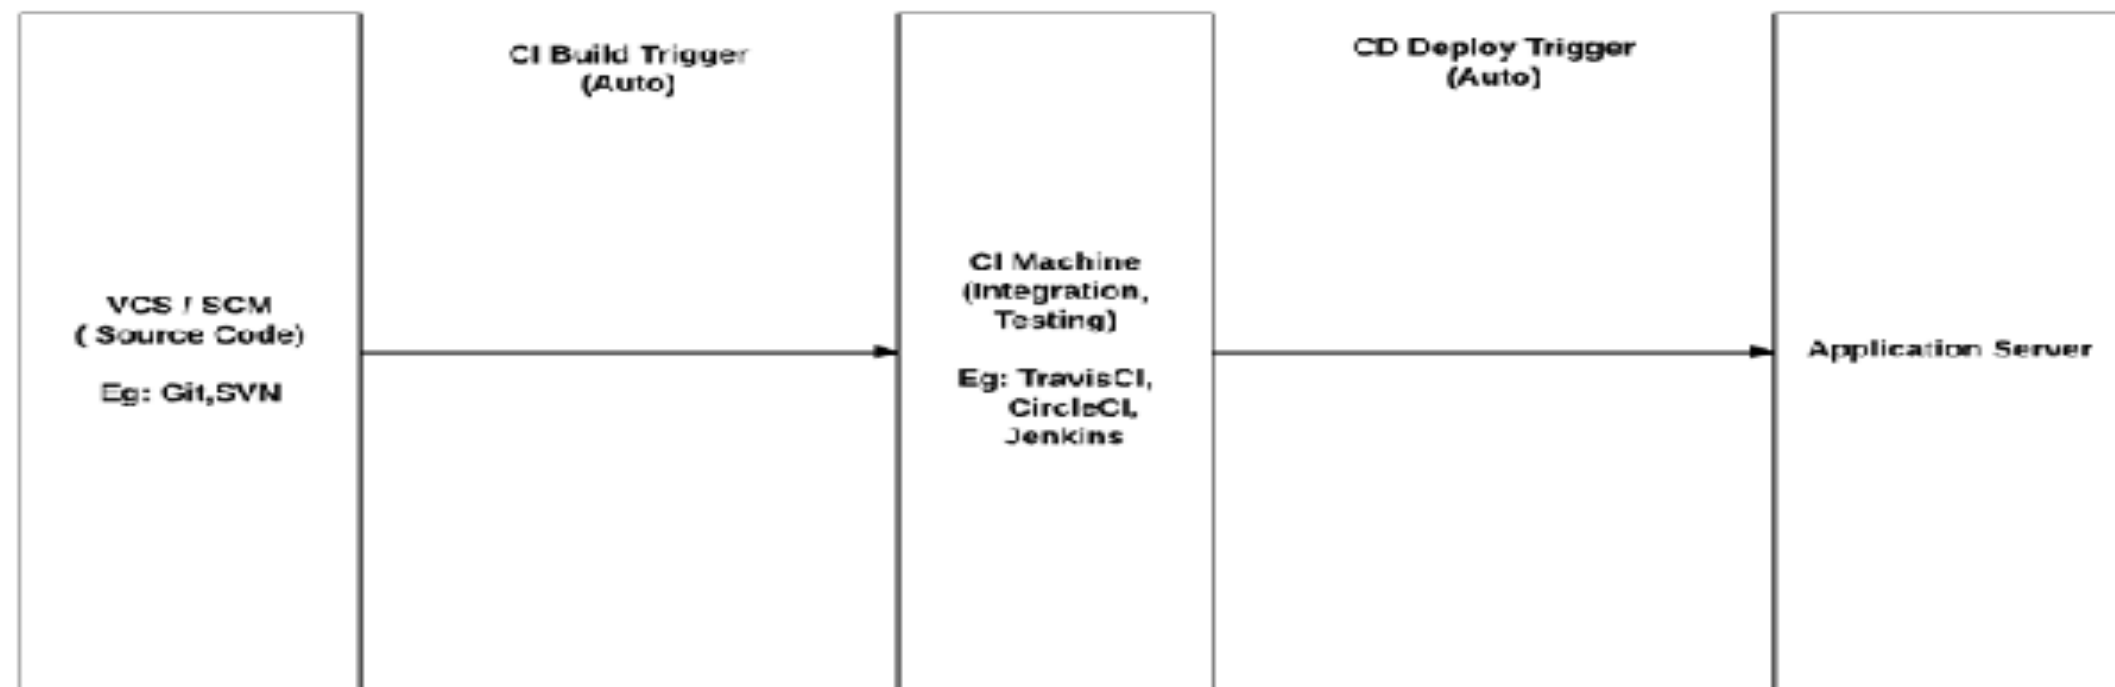 CI Build Trigger
(Auto)
CD Deploy Trigger
(Auto)
VCS / SCM
( Source Code)
Eg: Git,SVN
CI Machine
(Integration,
Testing)
Eg: TravisCI,
CircleCI,
Jenkins
Application Server